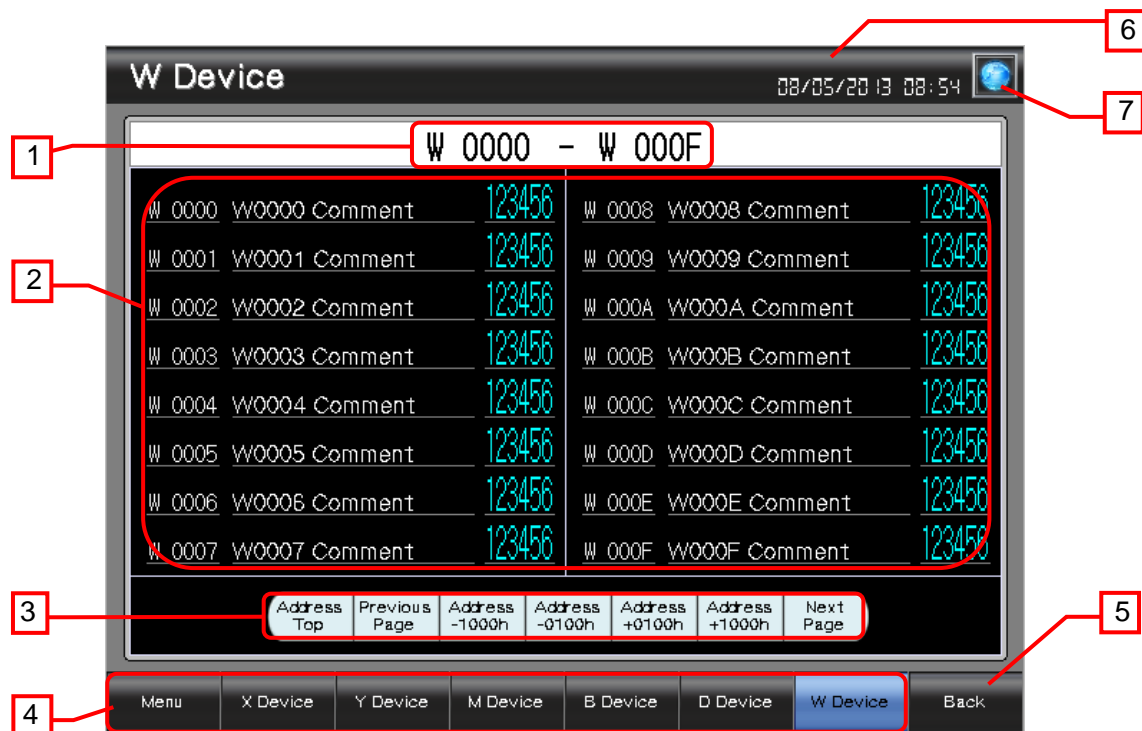 6
W Device
08/05/2013 08:54
7
1
W 0000 - W 000F
W 0000 W0000 Comment 123456 W 0008 W0008 Comment 123456
W 0001 W0001 Comment 123456 W 0009 W0009 Comment 123456
2
W 0002 W0002 Comment 123456 W 000A W000A Comment 123456
W 0003 W0003 Comment 123456 W 000B W000B Comment 123456
W 0004 W0004 Comment 123456 W 000C W000C Comment 123456
W 0005 W0005 Comment 123456 W 000D W000D Comment 123456
W 0006 W0006 Comment 123456 W 000E W000E Comment 123456
W 0007 W0007 Comment 123456 W 000F W000F Comment 123456
3
Address Previous Address Address Address Address Next
Top Page -1000h -0100h +0100h +1000h Page
5
4
Menu X Device Y Device M Device B Device D Device W Device Back